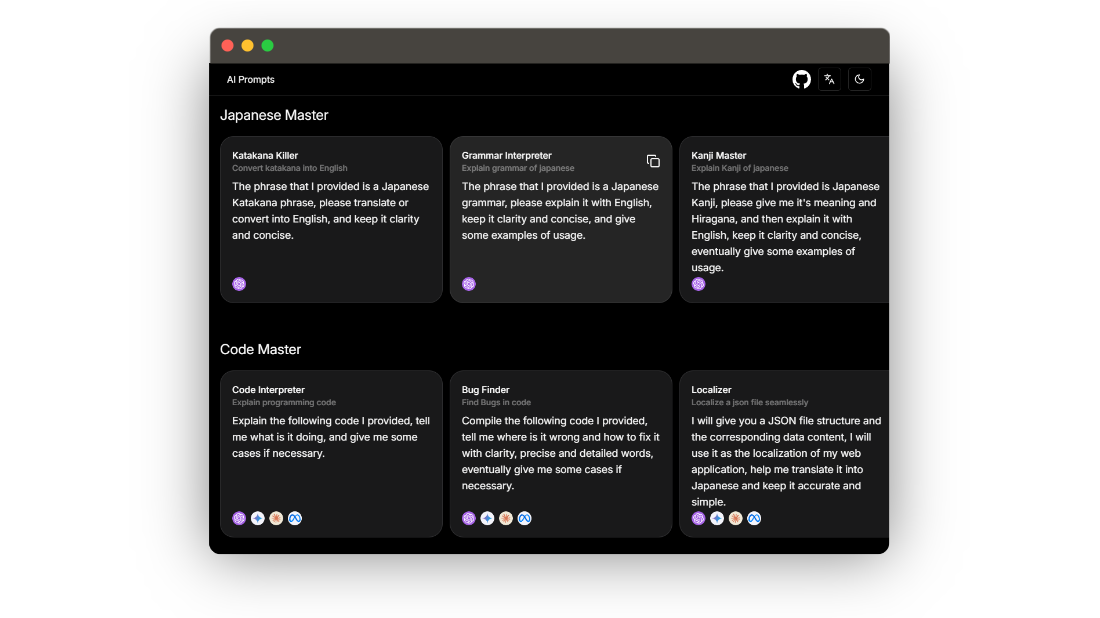 AI Prompts
Japanese Master
Katakana Killer
Convert katakana into English
The phrase that I provided is a Japanese
Katakana phrase, please translate or
convert into English, and keep it clarity
and concise.
Grammar Interpreter
Explain grammar of japanese
The phrase that I provided is a Japanese
grammar, please explain it with English,
keep it clarity and concise, and give
some examples of usage.
Kanji Master
Explain Kanji of japanese
The phrase that I provided is Japanese
Kanji, please give me it's meaning and
Hiragana, and then explain it with
English, keep it clarity and concise,
eventually give some examples of
usage.
Code Master
Code Interpreter
Explain programming code
Explain the following code I provided, tell
me what is it doing, and give me some
cases if necessary.
Bug Finder
Find Bugs in code
Compile the following code I provided,
tell me where is it wrong and how to fix it
with clarity, precise and detailed words,
eventually give me some cases if
necessary.
Localizer
Localize a json file seamlessly
I will give you a JSON file structure and
the corresponding data content, I will
use it as the localization of my web
application, help me translate it into
Japanese and keep it accurate and
simple.